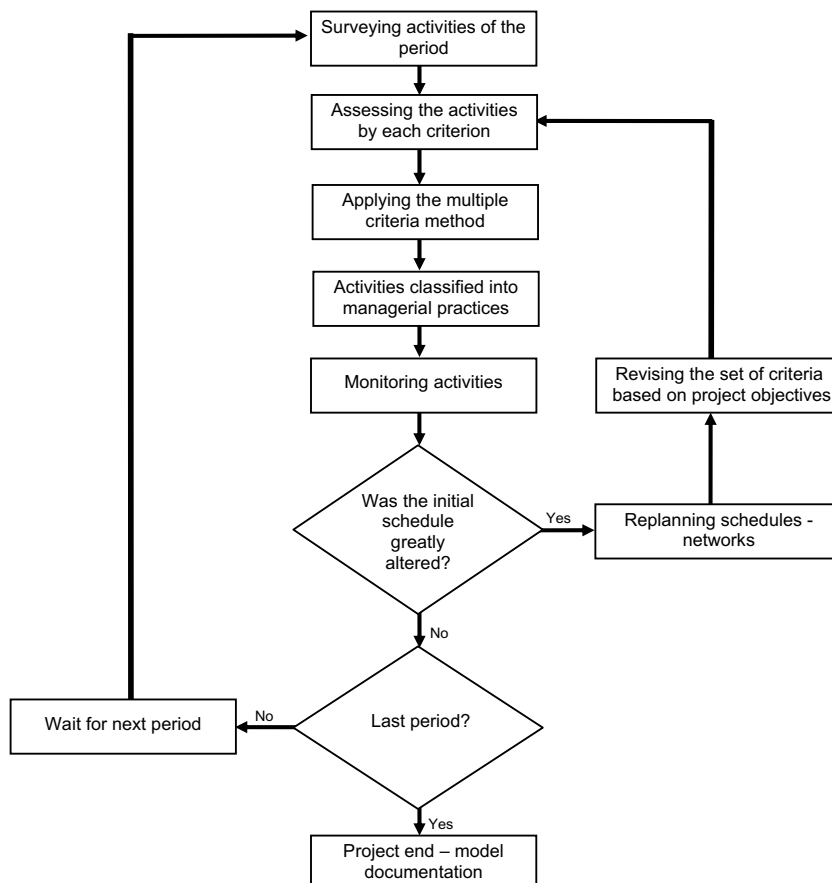 Surveying activities of the
period
Assessing the activities
by each criterion
Applying the multiple
criteria method
Activities classified into
managerial practices
Monitoring activities
Revising the set of criteria
based on project objectives
Was the initial
schedule
greatly
altered?
Yes
Replanning schedules -
networks
No
Last period?
No
Wait for next period
Yes
Project end – model
documentation